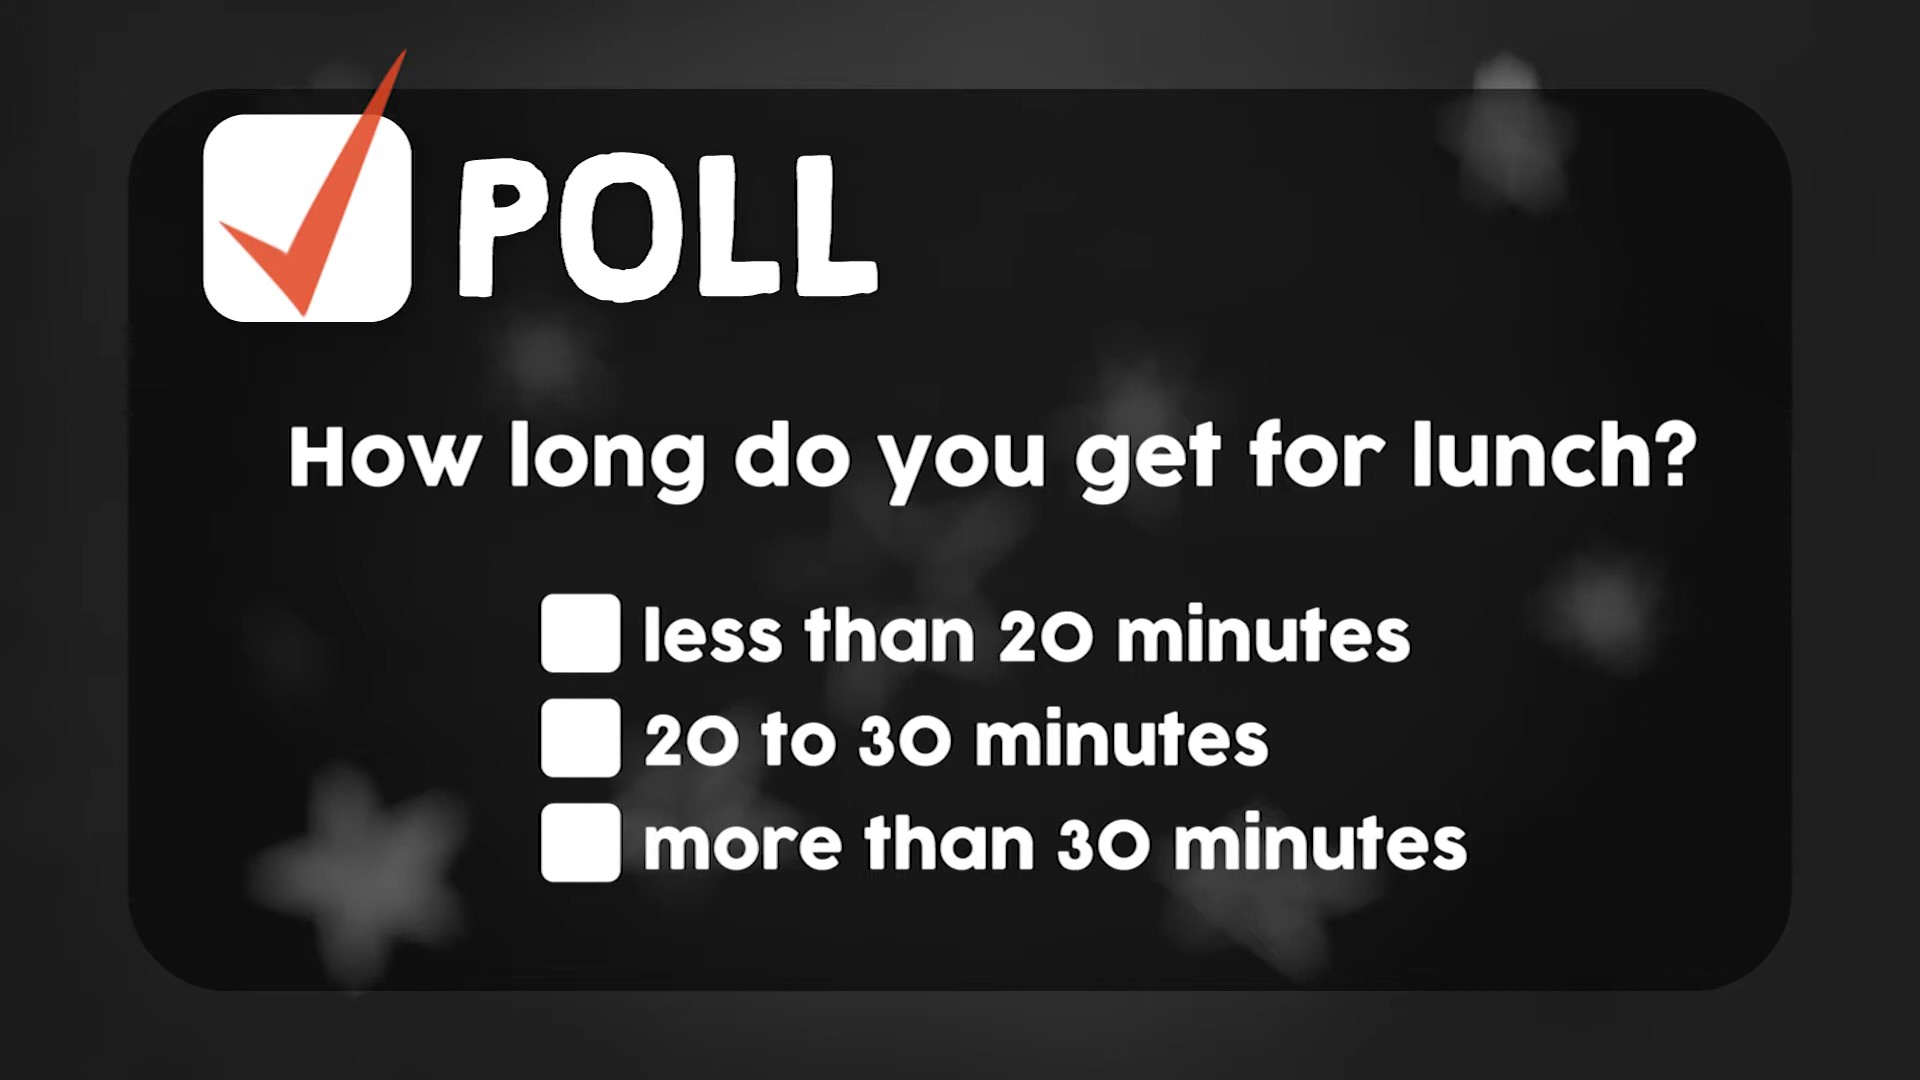 POLL
How long do you get for lunch?
less than 20 minutes
20 to 30 minutes
more than 30 minutes